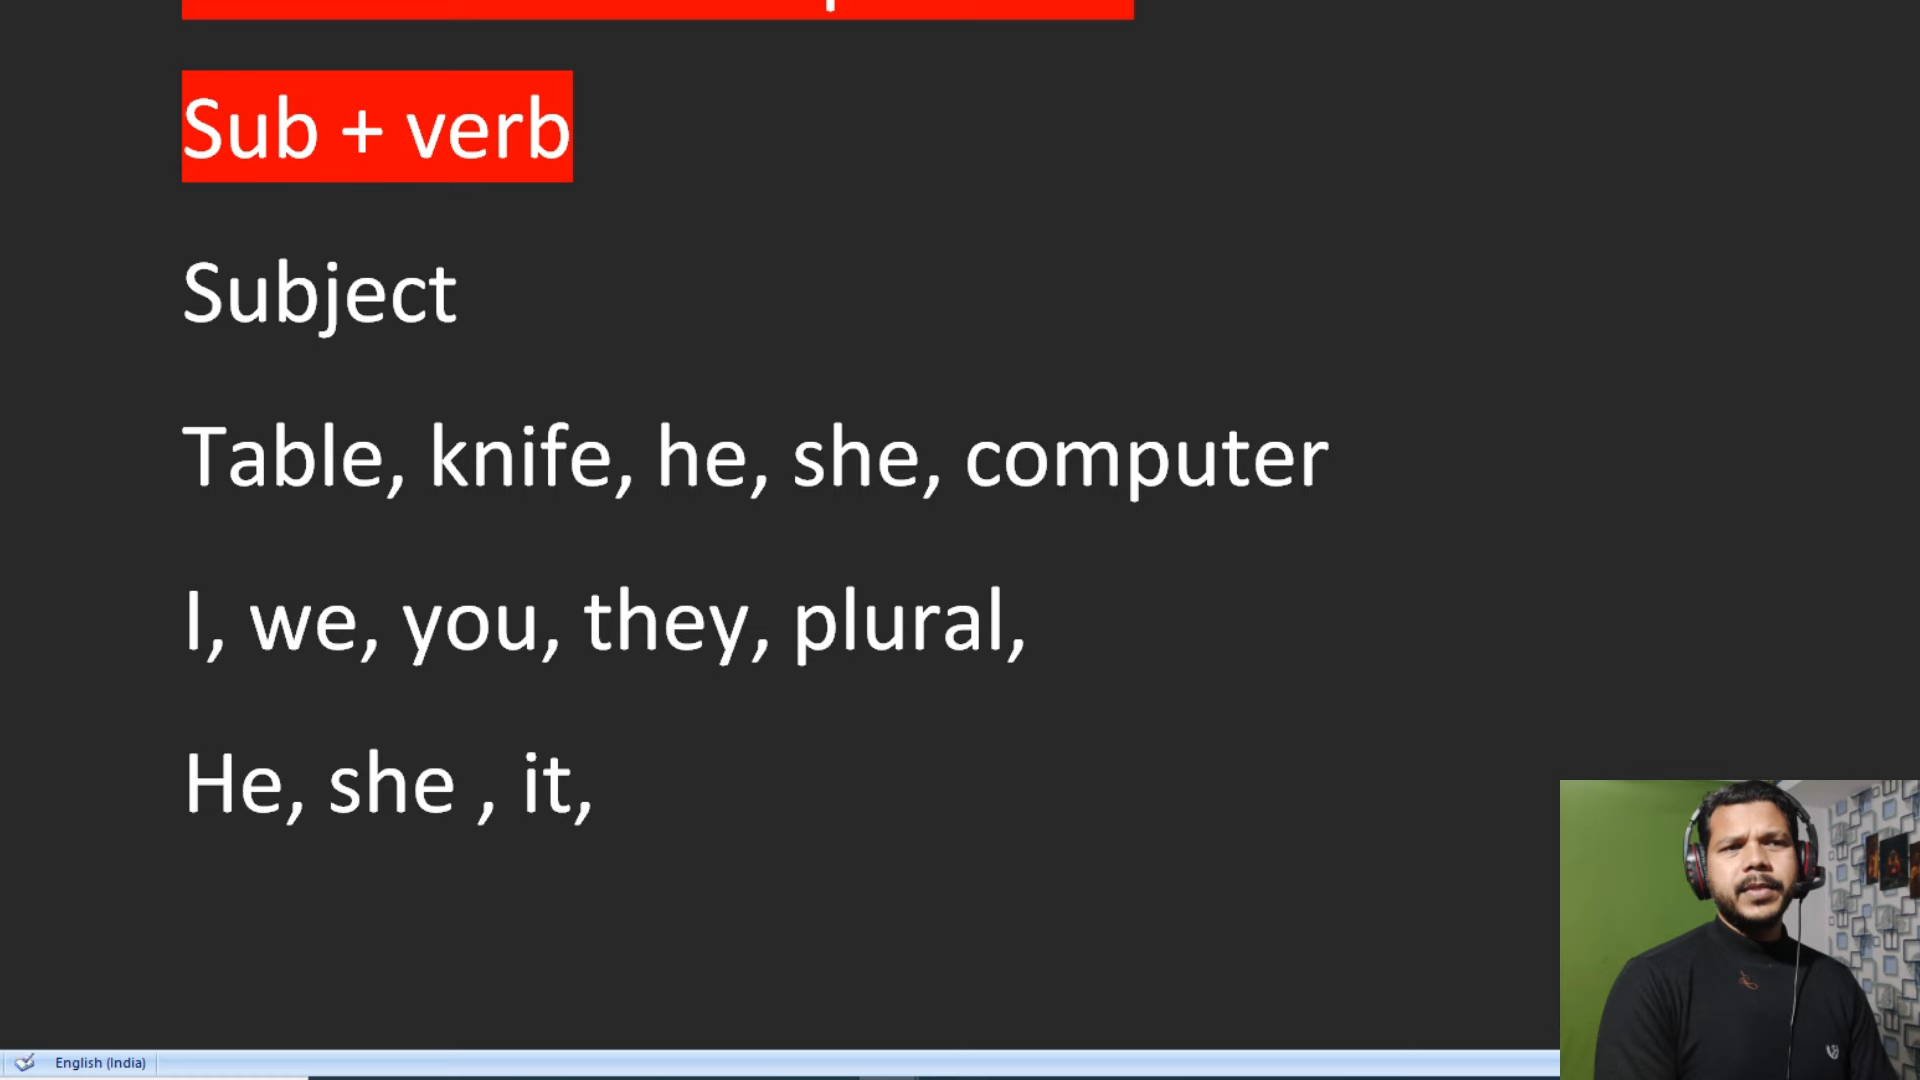 Sub + verb
Subject
Table, knife, he, she, computer
I, we, you, they, plural,
He, she , it,
English (India)